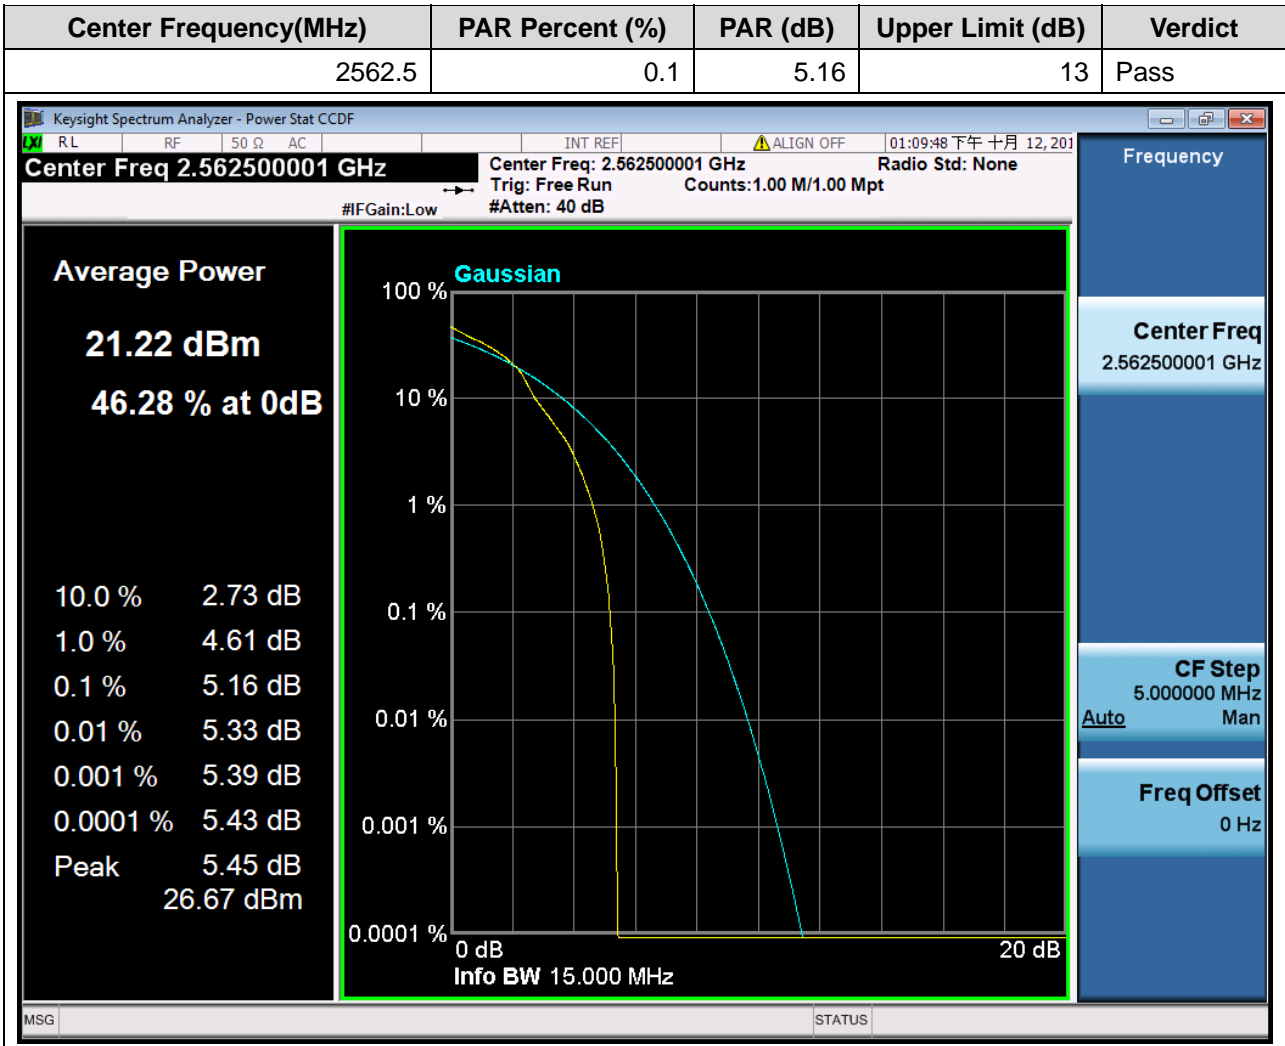 Center Frequency(MHz) PAR Percent (%) PAR (dB) Upper Limit (dB) Verdict
2562.5 0.1 5.16 13 Pass
Keysight Spectrum Analyzer - Power Stat CCDF
LXI RL RF 50 Ω AC INT REF ALIGN OFF 01:09:48 下午 十月 12, 201
Center Freq 2.562500001 GHz
#IFGain:Low
Center Freq: 2.562500001 GHz Radio Std: None
Trig: Free Run Counts:1.00 M/1.00 Mpt
#Atten: 40 dB
Average Power
21.22 dBm
46.28 % at 0dB
10.0 % 2.73 dB
1.0 % 4.61 dB
0.1 % 5.16 dB
0.01 % 5.33 dB
0.001 % 5.39 dB
0.0001 % 5.43 dB
Peak 5.45 dB
26.67 dBm
Gaussian
100 %
10 %
1 %
0.1 %
0.01 %
0.001 %
0.0001 %
0 dB 20 dB
Info BW 15.000 MHz
Frequency
Center Freq
2.562500001 GHz
CF Step
5.000000 MHz
Auto Man
Freq Offset
0 Hz
MSG STATUS